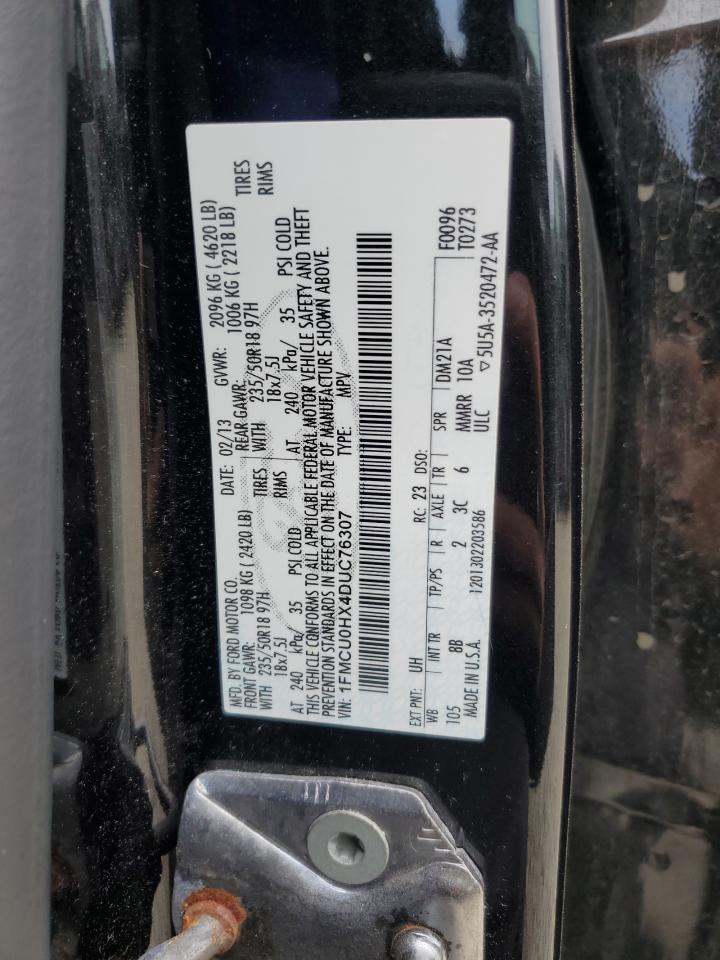 MFD. BY FORD MOTOR CO. DATE: 02/13 GVWR: 2096 KG ( 4620 LB)
FRONT GAWR: 1098 KG ( 2420 LB) REAR GAWR: 1006 KG ( 2218 LB)
WITH 235/50R18 97H TIRES WITH 235/50R18 97H TIRES
18x7.5J RIMS 18x7.5J RIMS
AT 240 kPa/ 35 PSI COLD AT 240 kPa/ 35 PSI COLD
THIS VEHICLE CONFORMS TO ALL APPLICABLE FEDERAL MOTOR VEHICLE SAFETY AND THEFT
PREVENTION STANDARDS IN EFFECT ON THE DATE OF MANUFACTURE SHOWN ABOVE.
VIN: 1FMCU0HX4DUC76307 TYPE: MPV
EXT PNT: UH RC: 23 DSO: F0096
WB INT TR TP/PS R AXLE TR SPR DM21A T0273
105 8B 2 3C 6 MMRR 10A
MADE IN U.S.A. 1201302203586 ULC ▽5U5A-3520472-AA